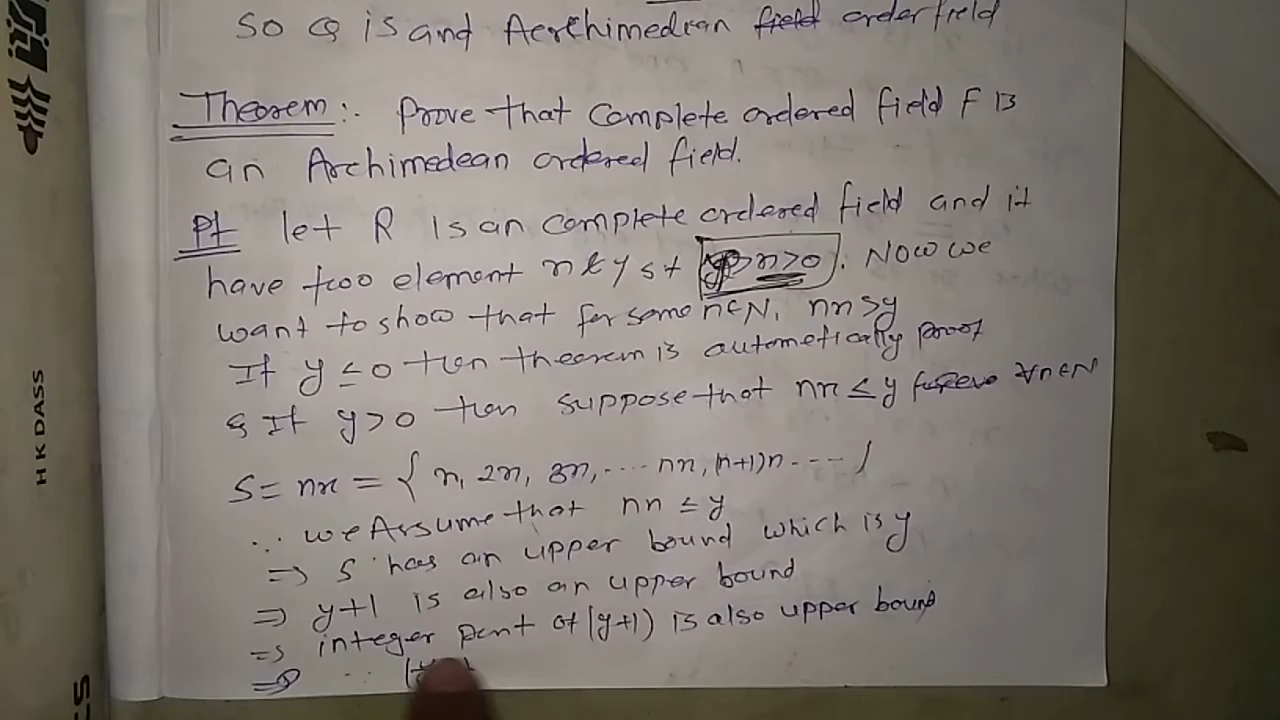 So Q is and Aerchimedian field order field
Theorem:. Prove that Complete ordered field F is
an Archimedean ordered field.
Pf let R is an complete ordered field and it
have two element x & y st x>0. Now we
want to show that for some n∈N, nx>y
If y≤0 then theorem is autometically proof
& If y>0 then suppose that nx ≤ y ∀n∈N
S = nx = { x, 2x, 3x, .... nx, (n+1)x .... }
∴ we Assume that nx ≤ y
=> S has an upper bound which is y
=> y+1 is also an upper bound
=> integer part of (y+1) is also upper bound
=>
H K DASS